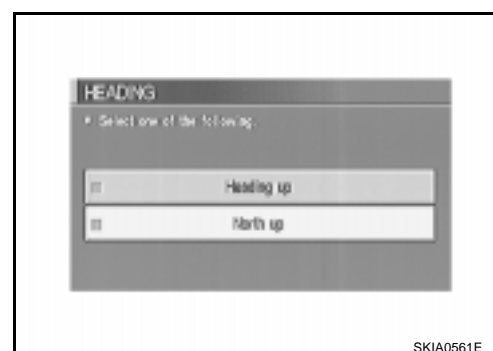 HEADING
Select one of the following.
Heading up
North up
SKIA0561E